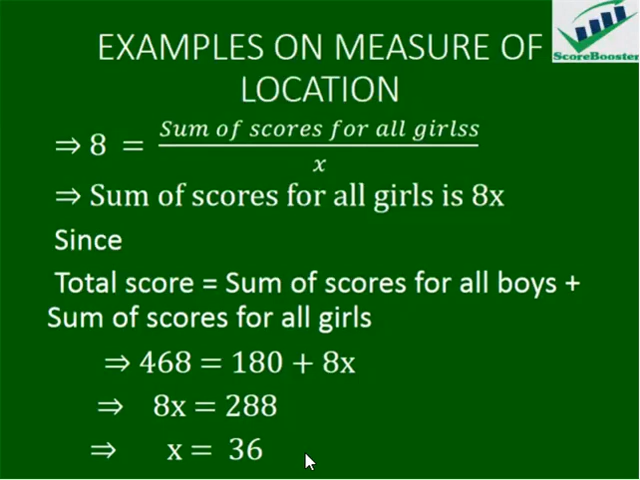 ScoreBooster
EXAMPLES ON MEASURE OF
LOCATION
⇒ 8 = \frac{Sum of scores for all girlss}{x}
⇒ Sum of scores for all girls is 8x
Since
Total score = Sum of scores for all boys +
Sum of scores for all girls
⇒ 468 = 180 + 8x
⇒ 8x = 288
⇒ x = 36